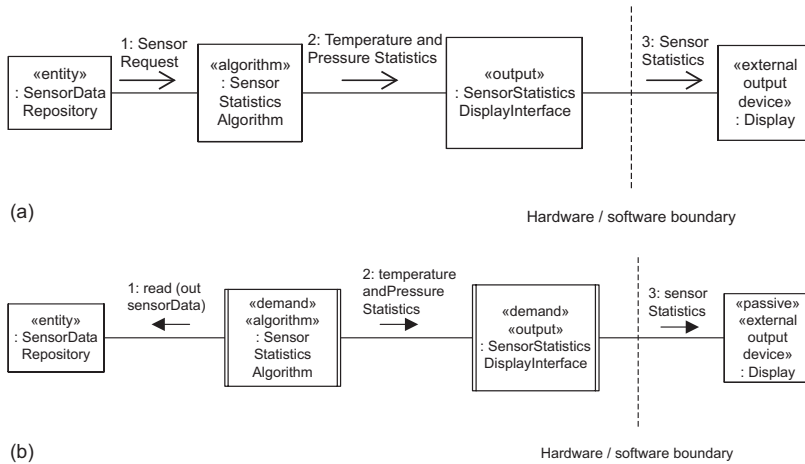 1: Sensor
Request
2: Temperature and
Pressure Statistics
3: Sensor
Statistics
«entity»
: SensorData
Repository
«algorithm»
: Sensor
Statistics
Algorithm
«output»
: SensorStatistics
DisplayInterface
«external
output
device»
: Display
(a)
Hardware / software boundary
1: read (out
sensorData)
2: temperature
andPressure
Statistics
3: sensor
Statistics
«entity»
: SensorData
Repository
«demand»
«algorithm»
: Sensor
Statistics
Algorithm
«demand»
«output»
: SensorStatistics
DisplayInterface
«passive»
«external
output
device»
: Display
(b)
Hardware / software boundary